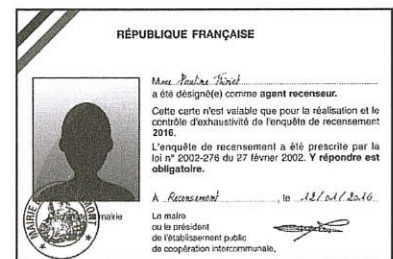 RÉPUBLIQUE FRANÇAISE
Mme Pauline Thiriet
a été désigné(e) comme agent recenseur.
Cette carte n'est valable que pour la réalisation et le
contrôle d'exhaustivité de l'enquête de recensement
2016.
L'enquête de recensement a été prescrite par la
loi n° 2002-276 du 27 février 2002. Y répondre est
obligatoire.
À Recensement, le 12/01/2016
Le maire
ou le président
de l'établissement public
de coopération intercommunale,
mairie
MAIRIE
MONT